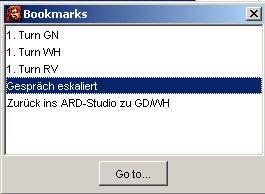 Bookmarks
1. Turn GN
1. Turn WH
1. Turn RV
Gespräch eskaliert
Zurück ins ARD-Studio zu GD/WH
Go to...